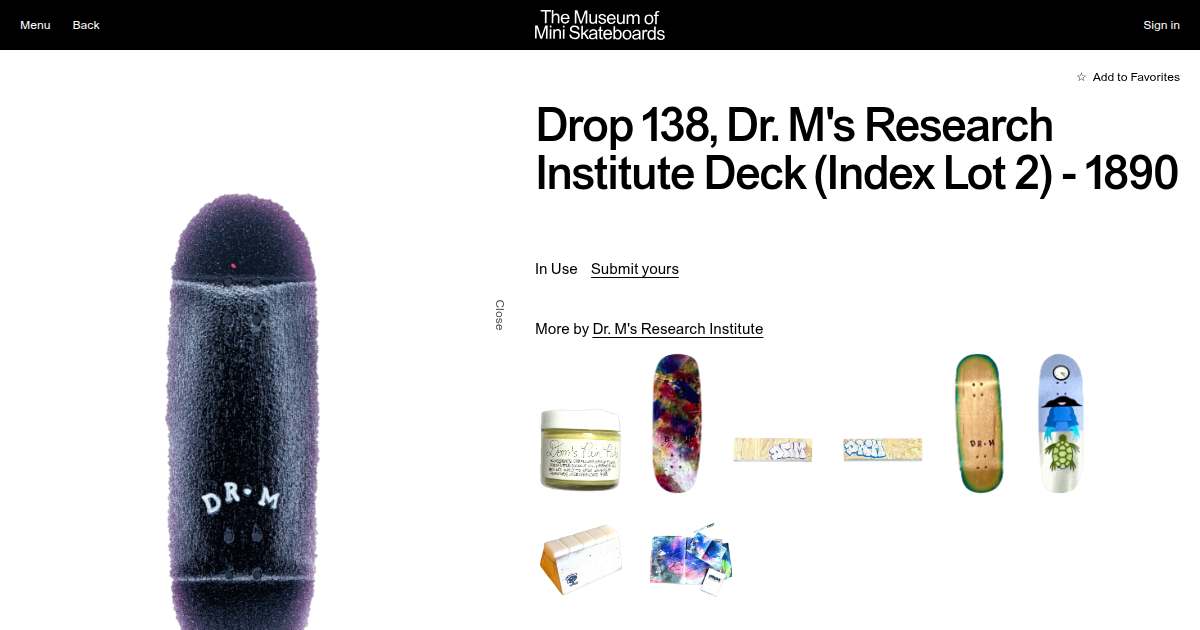 Menu
Back
The Museum of
Mini Skateboards
Sign in
☆ Add to Favorites
Drop 138, Dr. M's Research
Institute Deck (Index Lot 2) - 1890
In Use
Submit yours
Close
More by Dr. M's Research Institute
DR·M
DR·M